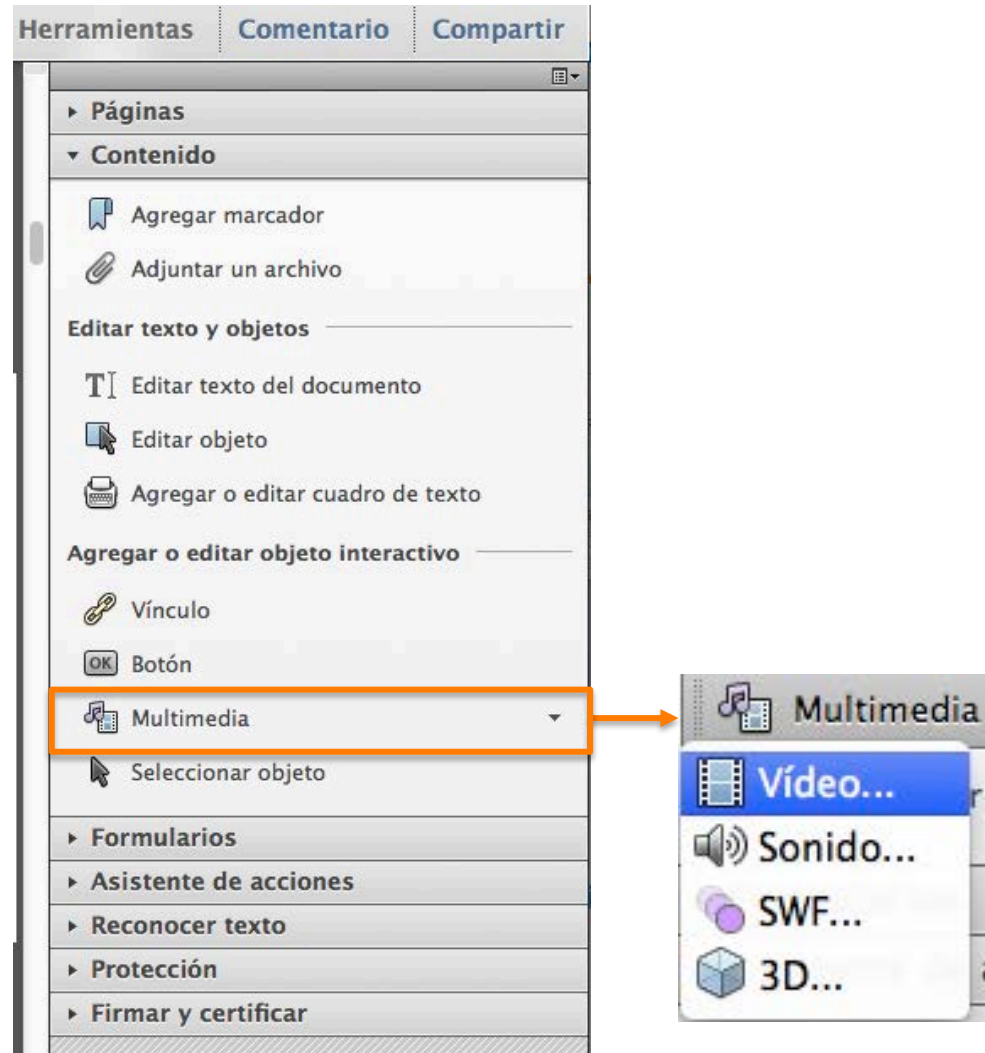 Herramientas Comentario Compartir
Páginas
Contenido
Agregar marcador
Adjuntar un archivo
Editar texto y objetos
T Editar texto del documento
Editar objeto
Agregar o editar cuadro de texto
Agregar o editar objeto interactivo
Vínculo
OK Botón
Multimedia
Seleccionar objeto
Formularios
Asistente de acciones
Reconocer texto
Protección
Firmar y certificar
Multimedia
Vídeo...
Sonido...
SWF...
3D...